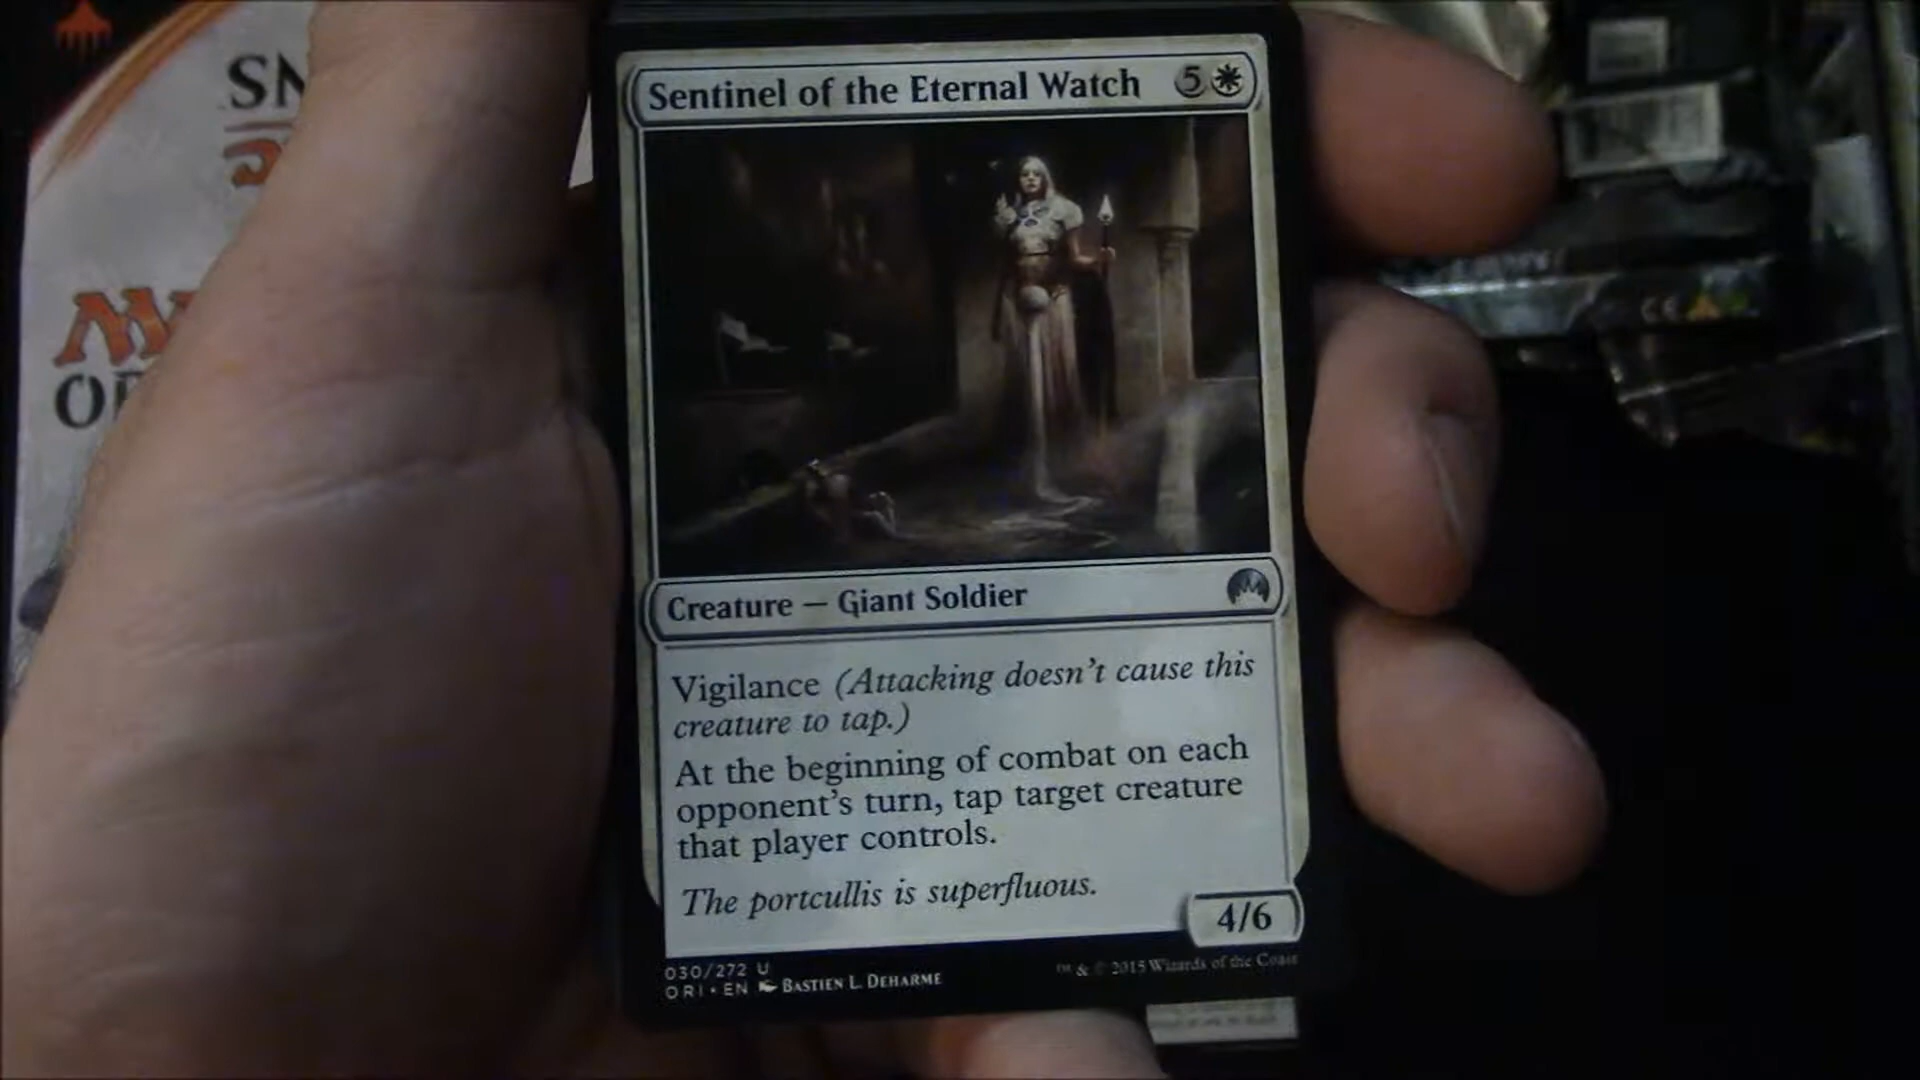 SN
M
OR
Sentinel of the Eternal Watch 5
Creature — Giant Soldier
Vigilance (Attacking doesn't cause this
creature to tap.)
At the beginning of combat on each
opponent's turn, tap target creature
that player controls.
The portcullis is superfluous.
4/6
030/272 U
ORI • EN Bastien L. Deharme
™ & © 2015 Wizards of the Coast
CE